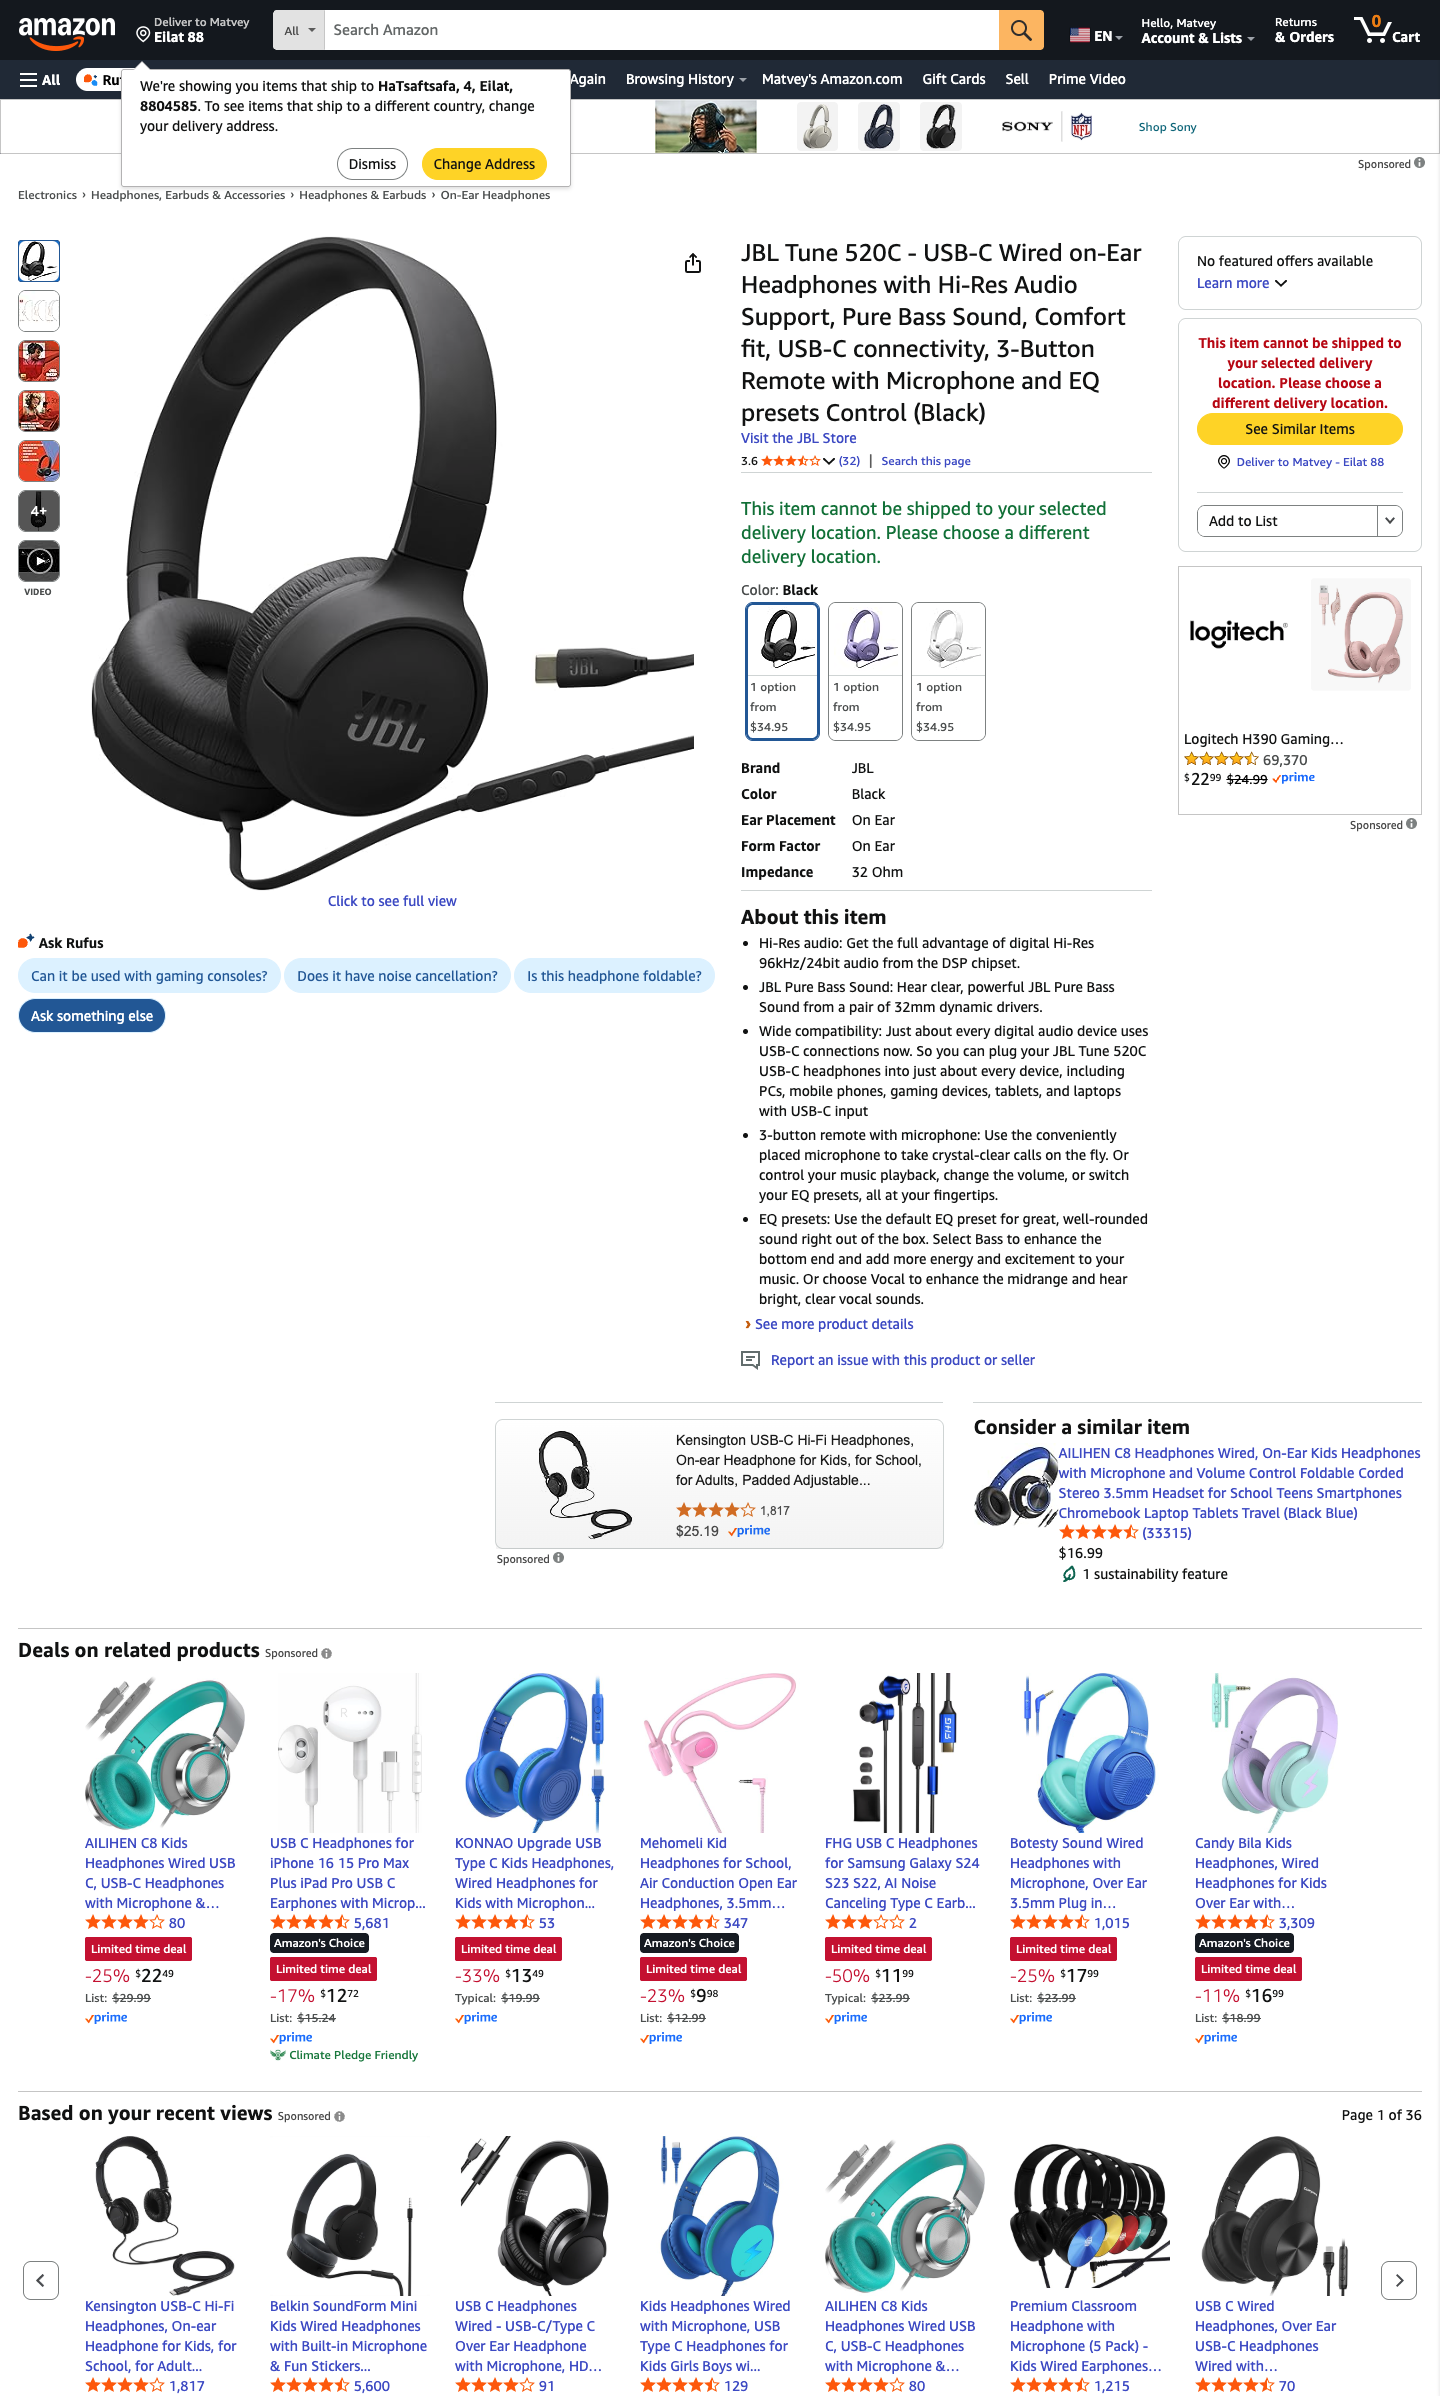 amazon
Deliver to Matvey
Eilat 88
All
Search Amazon
EN
Hello, Matvey
Account & Lists
Returns
& Orders
0
Cart
All
Ru
Again
Browsing History
Matvey's Amazon.com
Gift Cards
Sell
Prime Video
We're showing you items that ship to HaTsaftsafa, 4, Eilat,
8804585. To see items that ship to a different country, change
your delivery address.
Dismiss
Change Address
SONY
NFL
Shop Sony
Sponsored
Electronics › Headphones, Earbuds & Accessories › Headphones & Earbuds › On-Ear Headphones
4+
VIDEO
JBL
JBL
Click to see full view
Ask Rufus
Can it be used with gaming consoles?
Does it have noise cancellation?
Is this headphone foldable?
Ask something else
JBL Tune 520C - USB-C Wired on-Ear
Headphones with Hi-Res Audio
Support, Pure Bass Sound, Comfort
fit, USB-C connectivity, 3-Button
Remote with Microphone and EQ
presets Control (Black)
Visit the JBL Store
3.6 (32) | Search this page
This item cannot be shipped to your selected
delivery location. Please choose a different
delivery location.
Color: Black
1 option
from
$34.95
1 option
from
$34.95
1 option
from
$34.95
Brand JBL
Color Black
Ear Placement On Ear
Form Factor On Ear
Impedance 32 Ohm
About this item
• Hi-Res audio: Get the full advantage of digital Hi-Res
96kHz/24bit audio from the DSP chipset.
• JBL Pure Bass Sound: Hear clear, powerful JBL Pure Bass
Sound from a pair of 32mm dynamic drivers.
• Wide compatibility: Just about every digital audio device uses
USB-C connections now. So you can plug your JBL Tune 520C
USB-C headphones into just about every device, including
PCs, mobile phones, gaming devices, tablets, and laptops
with USB-C input
• 3-button remote with microphone: Use the conveniently
placed microphone to take crystal-clear calls on the fly. Or
control your music playback, change the volume, or switch
your EQ presets, all at your fingertips.
• EQ presets: Use the default EQ preset for great, well-rounded
sound right out of the box. Select Bass to enhance the
bottom end and add more energy and excitement to your
music. Or choose Vocal to enhance the midrange and hear
bright, clear vocal sounds.
› See more product details
Report an issue with this product or seller
No featured offers available
Learn more
This item cannot be shipped to
your selected delivery
location. Please choose a
different delivery location.
See Similar Items
Deliver to Matvey - Eilat 88
Add to List
logitech
Logitech H390 Gaming...
69,370
$22.99 $24.99 prime
Sponsored
Kensington USB-C Hi-Fi Headphones,
On-ear Headphone for Kids, for School,
for Adults, Padded Adjustable...
1,817
$25.19 prime
Sponsored
Consider a similar item
AILIHEN C8 Headphones Wired, On-Ear Kids Headphones
with Microphone and Volume Control Foldable Corded
Stereo 3.5mm Headset for School Teens Smartphones
Chromebook Laptop Tablets Travel (Black Blue)
(33315)
$16.99
1 sustainability feature
Deals on related products Sponsored
FHG
AILIHEN C8 Kids
Headphones Wired USB
C, USB-C Headphones
with Microphone &...
80
Limited time deal
-25% $22.49
List: $29.99
prime
USB C Headphones for
iPhone 16 15 Pro Max
Plus iPad Pro USB C
Earphones with Microp...
5,681
Amazon's Choice
Limited time deal
-17% $12.72
List: $15.24
prime
Climate Pledge Friendly
KONNAO Upgrade USB
Type C Kids Headphones,
Wired Headphones for
Kids with Microphon...
53
Limited time deal
-33% $13.49
Typical: $19.99
prime
Mehomeli Kid
Headphones for School,
Air Conduction Open Ear
Headphones, 3.5mm...
347
Amazon's Choice
Limited time deal
-23% $9.98
List: $12.99
prime
FHG USB C Headphones
for Samsung Galaxy S24
S23 S22, AI Noise
Canceling Type C Earb...
2
Limited time deal
-50% $11.99
Typical: $23.99
prime
Botesty Sound Wired
Headphones with
Microphone, Over Ear
3.5mm Plug in...
1,015
Limited time deal
-25% $17.99
List: $23.99
prime
Candy Bila Kids
Headphones, Wired
Headphones for Kids
Over Ear with...
3,309
Amazon's Choice
Limited time deal
-11% $16.99
List: $18.99
prime
Based on your recent views Sponsored
Page 1 of 36
Kensington USB-C Hi-Fi
Headphones, On-ear
Headphone for Kids, for
School, for Adult...
1,817
Belkin SoundForm Mini
Kids Wired Headphones
with Built-in Microphone
& Fun Stickers...
5,600
USB C Headphones
Wired - USB-C/Type C
Over Ear Headphone
with Microphone, HD...
91
Kids Headphones Wired
with Microphone, USB
Type C Headphones for
Kids Girls Boys wi...
129
AILIHEN C8 Kids
Headphones Wired USB
C, USB-C Headphones
with Microphone &...
80
Premium Classroom
Headphone with
Microphone (5 Pack) -
Kids Wired Earphones...
1,215
USB C Wired
Headphones, Over Ear
USB-C Headphones
Wired with...
70